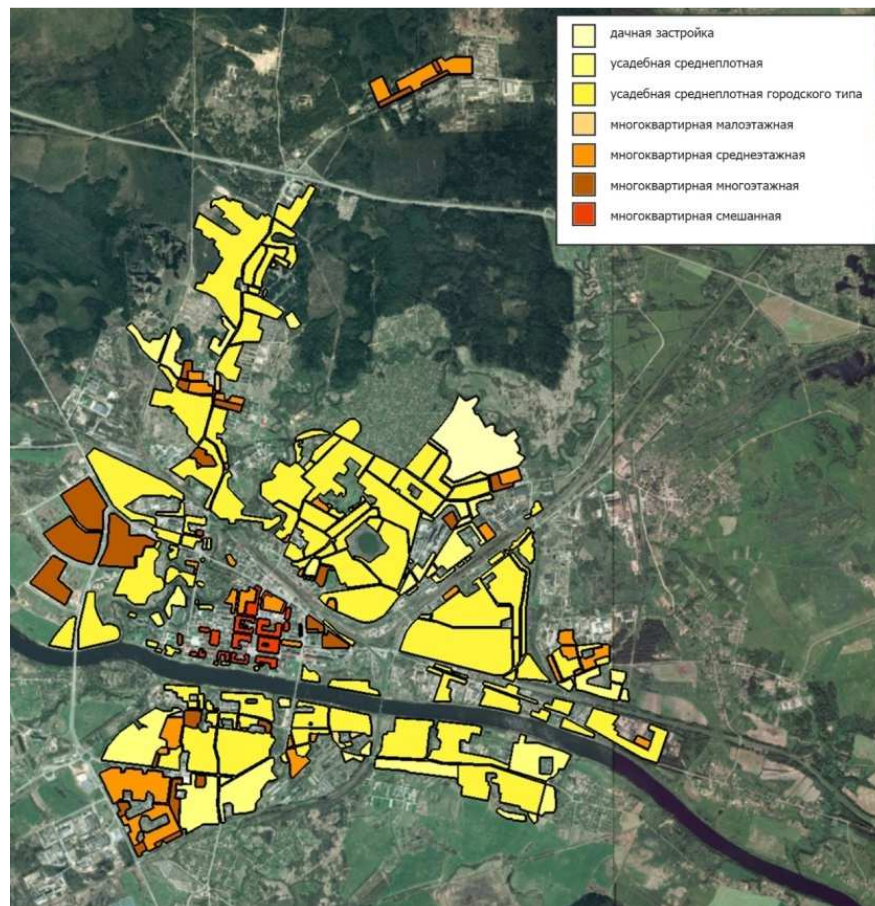 дачная застройка
усадебная среднеплотная
усадебная среднеплотная городского типа
многоквартирная малоэтажная
многоквартирная среднеэтажная
многоквартирная многоэтажная
многоквартирная смешанная